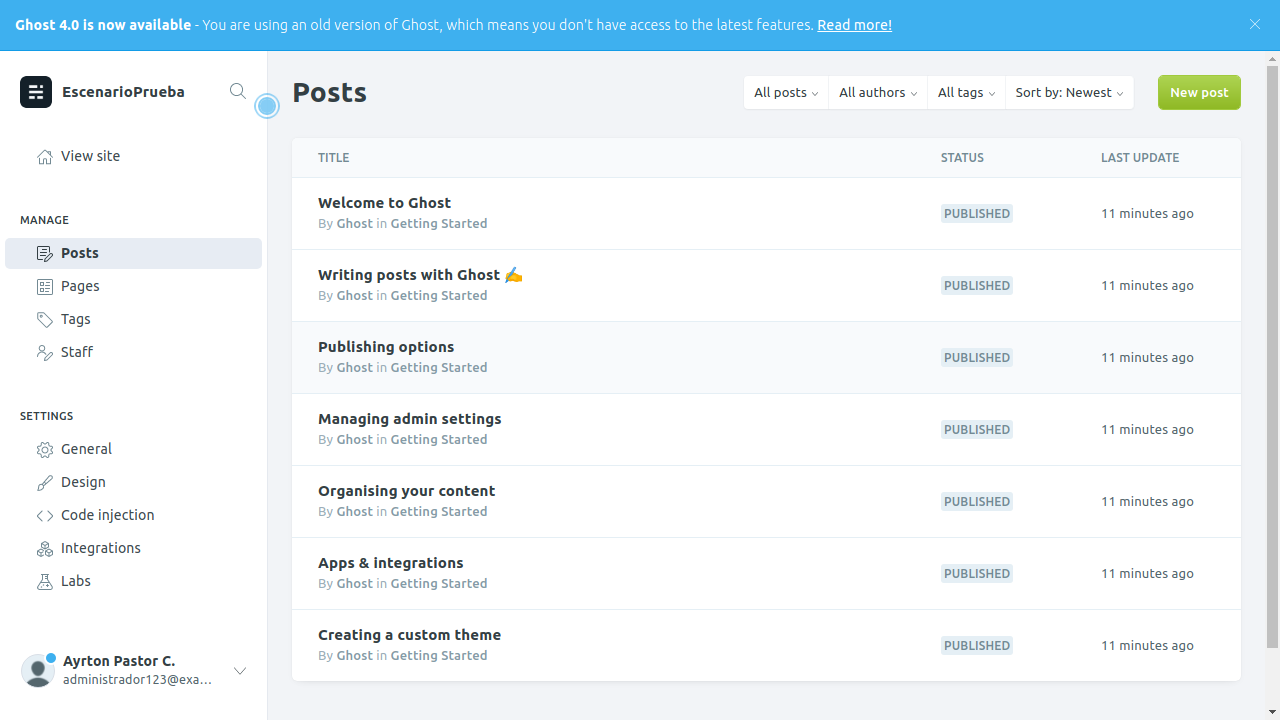 Ghost 4.0 is now available - You are using an old version of Ghost, which means you don't have access to the latest features. Read more!
EscenarioPrueba
View site
MANAGE
Posts
Pages
Tags
Staff
SETTINGS
General
Design
Code injection
Integrations
Labs
Ayrton Pastor C.
administrador123@exa...
Posts
All posts
All authors
All tags
Sort by: Newest
New post
TITLE STATUS LAST UPDATE
Welcome to Ghost
By Ghost in Getting Started
PUBLISHED
11 minutes ago
Writing posts with Ghost ✍️
By Ghost in Getting Started
PUBLISHED
11 minutes ago
Publishing options
By Ghost in Getting Started
PUBLISHED
11 minutes ago
Managing admin settings
By Ghost in Getting Started
PUBLISHED
11 minutes ago
Organising your content
By Ghost in Getting Started
PUBLISHED
11 minutes ago
Apps & integrations
By Ghost in Getting Started
PUBLISHED
11 minutes ago
Creating a custom theme
By Ghost in Getting Started
PUBLISHED
11 minutes ago